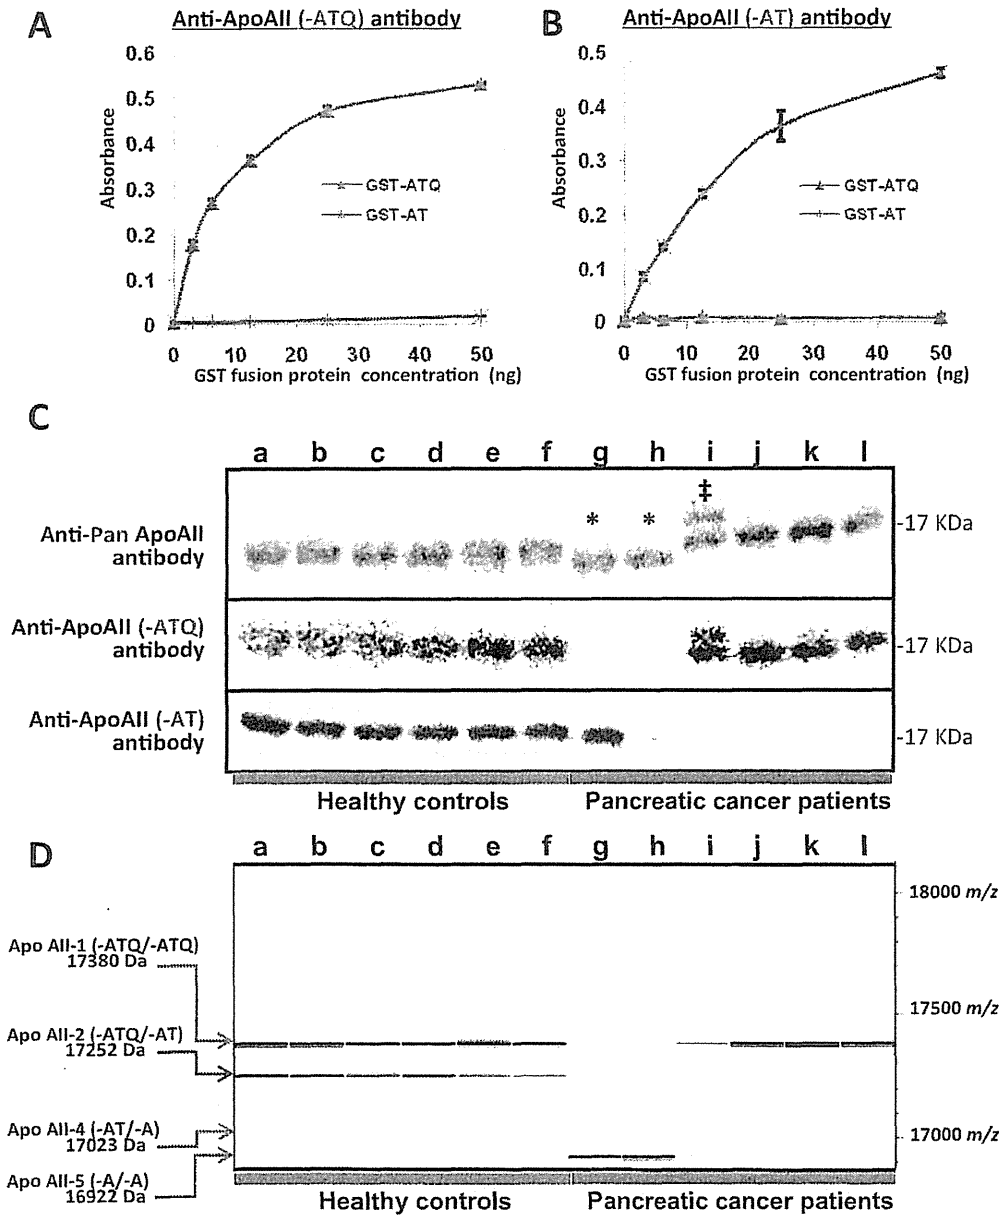 A
Anti-ApoAII (-ATQ) antibody
0.6
0.5
0.4
0.3
0.2
0.1
0
Absorbance
GST-ATQ
GST-AT
0 10 20 30 40 50
GST fusion protein concentration (ng)
B
Anti-ApoAII (-AT) antibody
0.5
0.4
0.3
0.2
0.1
0
Absorbance
GST-ATQ
GST-AT
0 10 20 30 40 50
GST fusion protein concentration (ng)
C
a b c d e f g h i j k l
‡
* *
Anti-Pan ApoAII
antibody
-17 KDa
Anti-ApoAII (-ATQ)
antibody
-17 KDa
Anti-ApoAII (-AT)
antibody
-17 KDa
Healthy controls Pancreatic cancer patients
D
a b c d e f g h i j k l
18000 m/z
Apo AII-1 (-ATQ/-ATQ)
17380 Da
17500 m/z
Apo AII-2 (-ATQ/-AT)
17252 Da
Apo AII-4 (-AT/-A)
17023 Da
17000 m/z
Apo AII-5 (-A/-A)
16922 Da
Healthy controls Pancreatic cancer patients